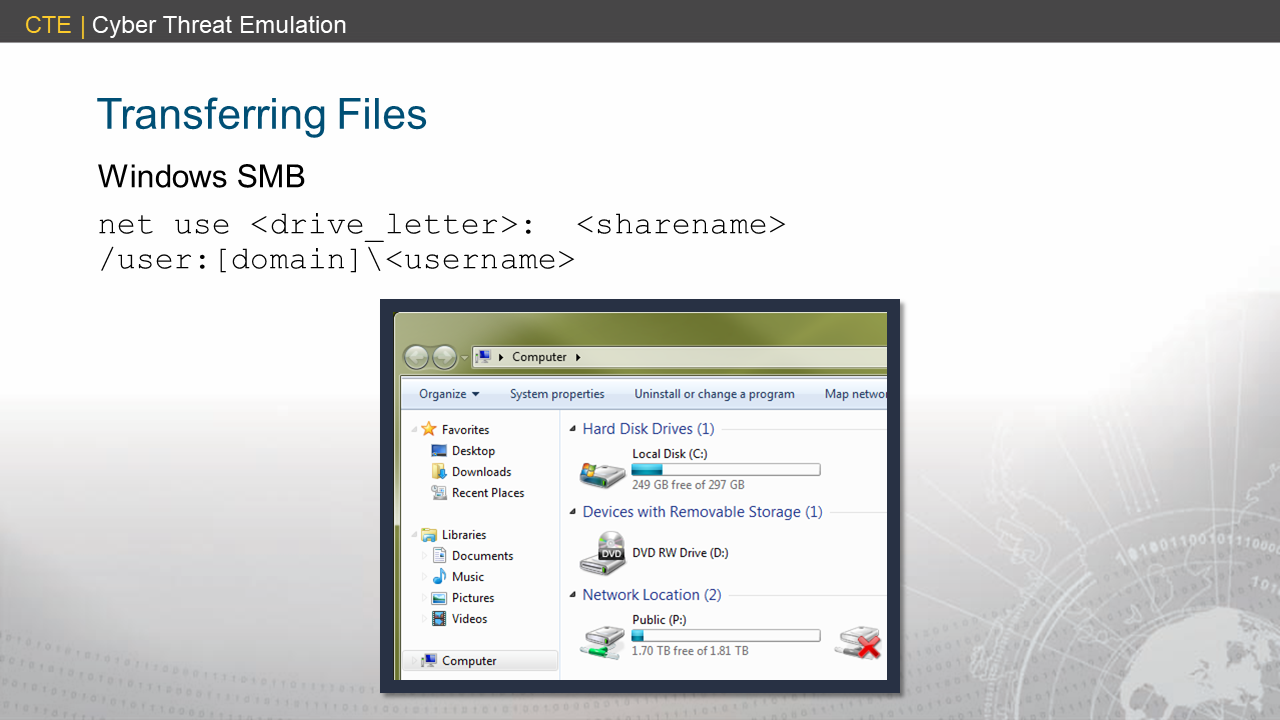 CTE | Cyber Threat Emulation
Transferring Files
Windows SMB
net use <drive_letter>:  <sharename>
/user:[domain]\<username>
Computer
Organize
System properties
Uninstall or change a program
Map netwo
Favorites
Desktop
Downloads
Recent Places
Libraries
Documents
Music
Pictures
Videos
Computer
Hard Disk Drives (1)
Local Disk (C:)
249 GB free of 297 GB
Devices with Removable Storage (1)
DVD
DVD RW Drive (D:)
Network Location (2)
Public (P:)
1.70 TB free of 1.81 TB